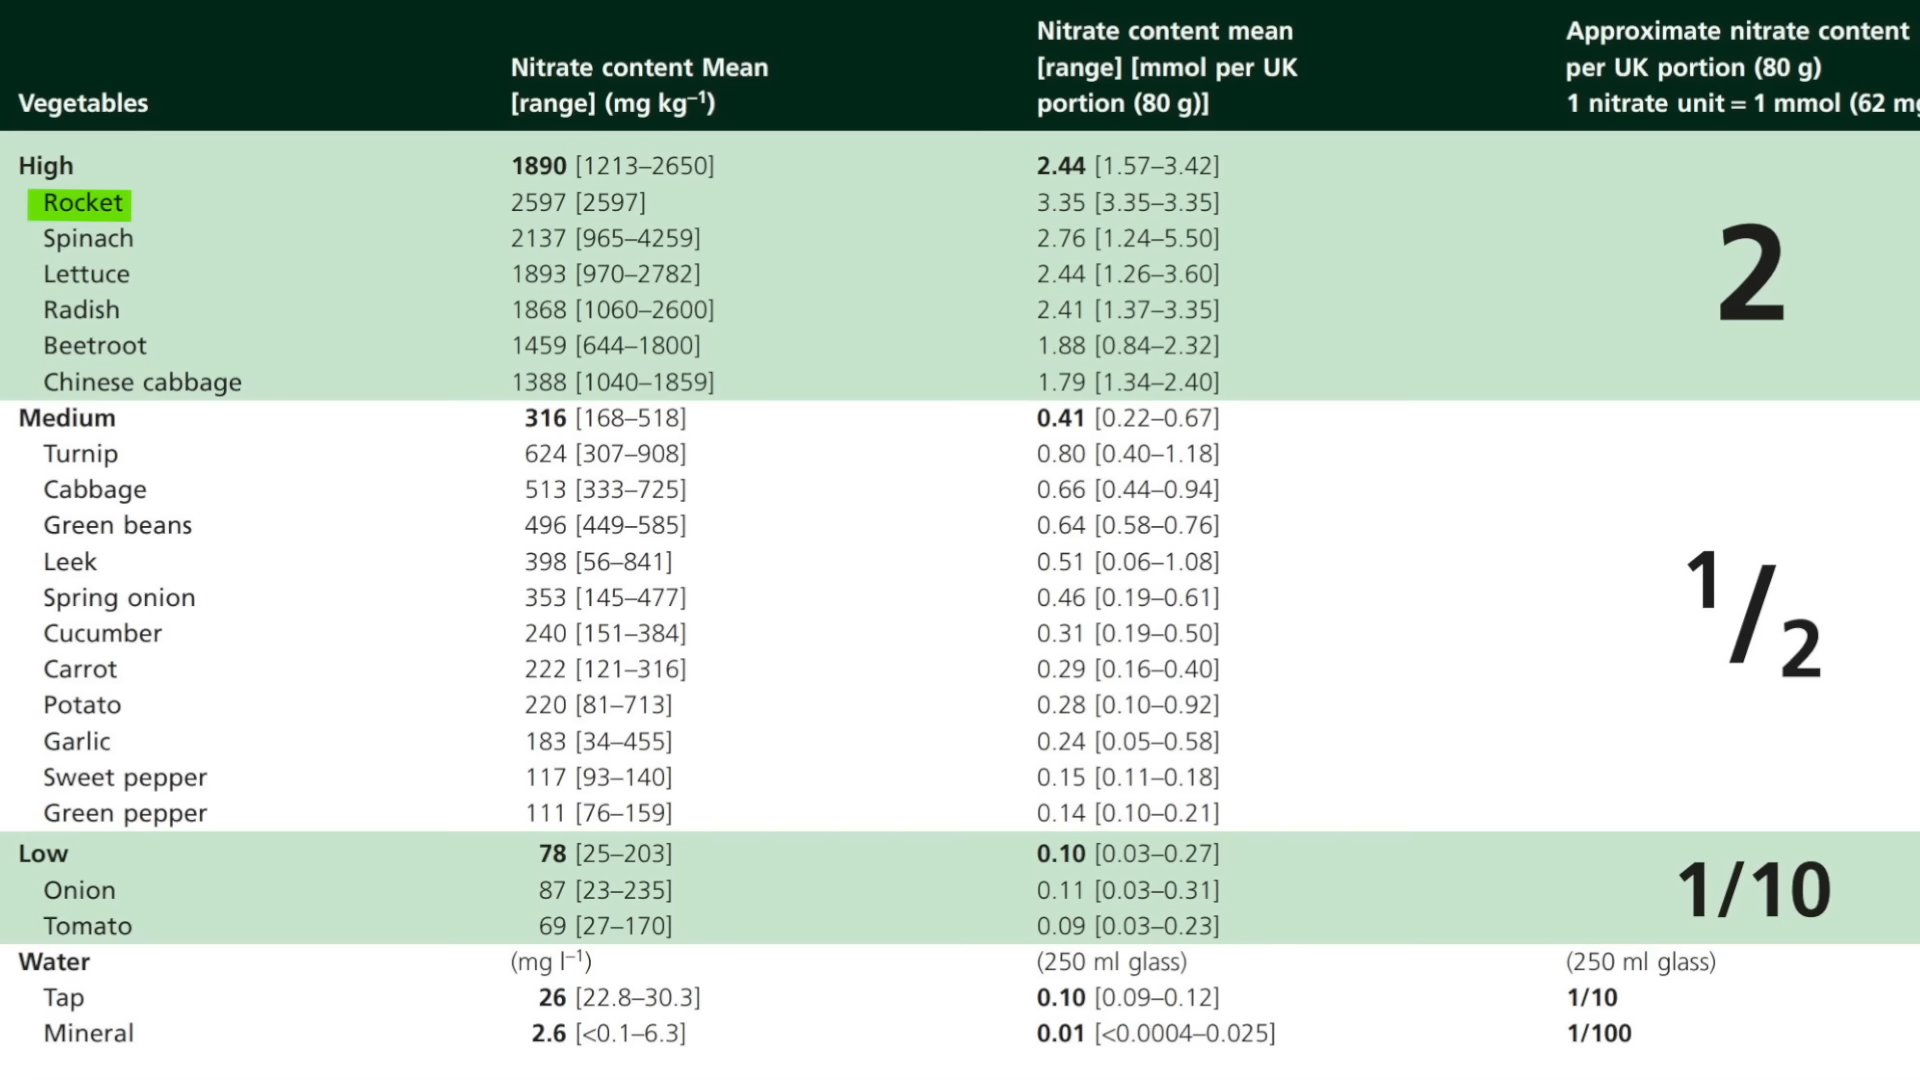 Vegetables
Nitrate content Mean
[range] (mg kg⁻¹)
Nitrate content mean
[range] [mmol per UK
portion (80 g)]
Approximate nitrate content
per UK portion (80 g)
1 nitrate unit = 1 mmol (62 mg
High 1890 [1213–2650] 2.44 [1.57–3.42]
Rocket 2597 [2597] 3.35 [3.35–3.35]
Spinach 2137 [965–4259] 2.76 [1.24–5.50]
Lettuce 1893 [970–2782] 2.44 [1.26–3.60]
2
Radish 1868 [1060–2600] 2.41 [1.37–3.35]
Beetroot 1459 [644–1800] 1.88 [0.84–2.32]
Chinese cabbage 1388 [1040–1859] 1.79 [1.34–2.40]
Medium 316 [168–518] 0.41 [0.22–0.67]
Turnip 624 [307–908] 0.80 [0.40–1.18]
Cabbage 513 [333–725] 0.66 [0.44–0.94]
Green beans 496 [449–585] 0.64 [0.58–0.76]
Leek 398 [56–841] 0.51 [0.06–1.08]
Spring onion 353 [145–477] 0.46 [0.19–0.61]
1/2
Cucumber 240 [151–384] 0.31 [0.19–0.50]
Carrot 222 [121–316] 0.29 [0.16–0.40]
Potato 220 [81–713] 0.28 [0.10–0.92]
Garlic 183 [34–455] 0.24 [0.05–0.58]
Sweet pepper 117 [93–140] 0.15 [0.11–0.18]
Green pepper 111 [76–159] 0.14 [0.10–0.21]
Low 78 [25–203] 0.10 [0.03–0.27]
Onion 87 [23–235] 0.11 [0.03–0.31]
1/10
Tomato 69 [27–170] 0.09 [0.03–0.23]
Water (mg l⁻¹) (250 ml glass) (250 ml glass)
Tap 26 [22.8–30.3] 0.10 [0.09–0.12] 1/10
Mineral 2.6 [<0.1–6.3] 0.01 [<0.0004–0.025] 1/100